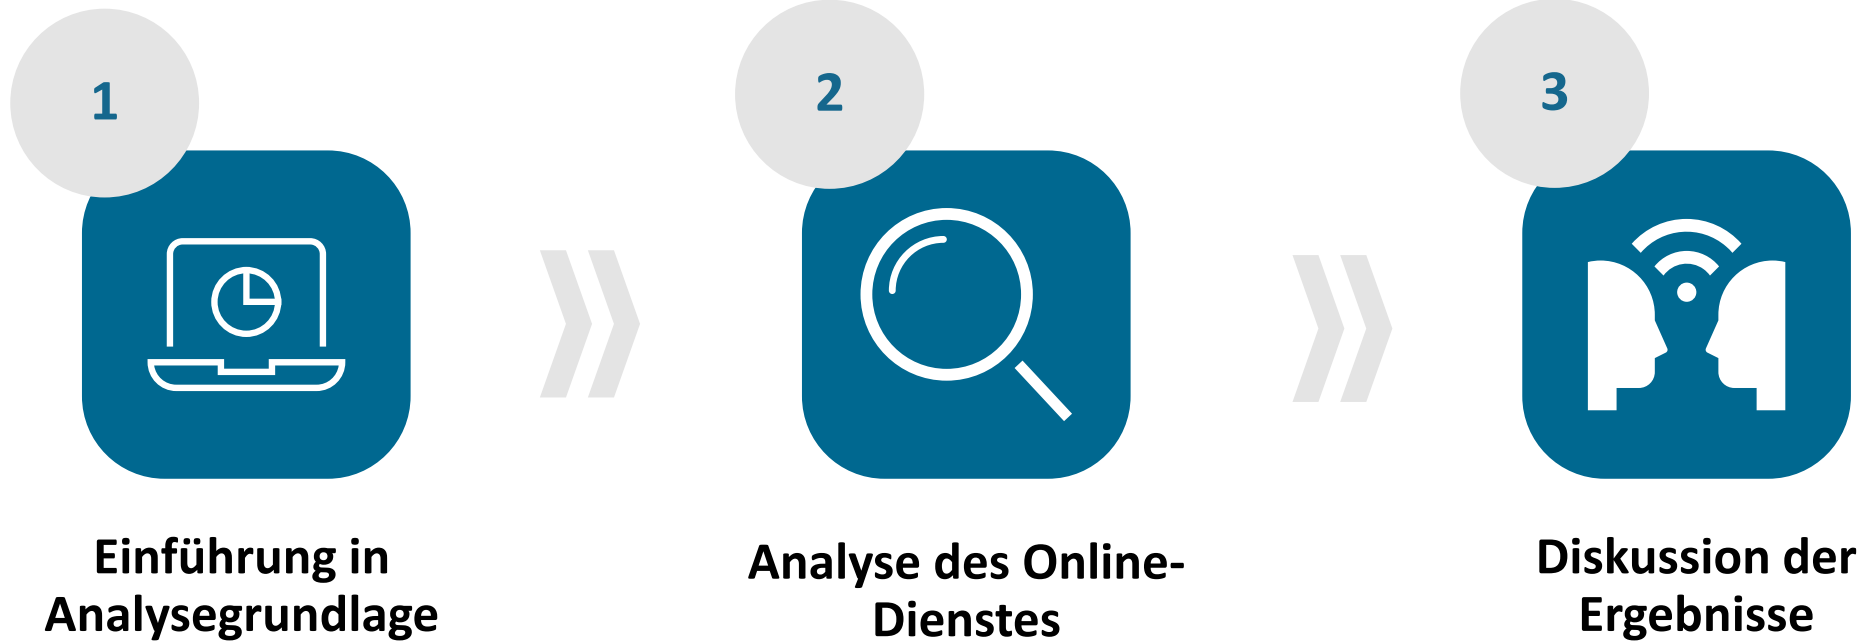 1
Einführung in
Analysegrundlage
2
Analyse des Online-
Dienstes
3
Diskussion der
Ergebnisse